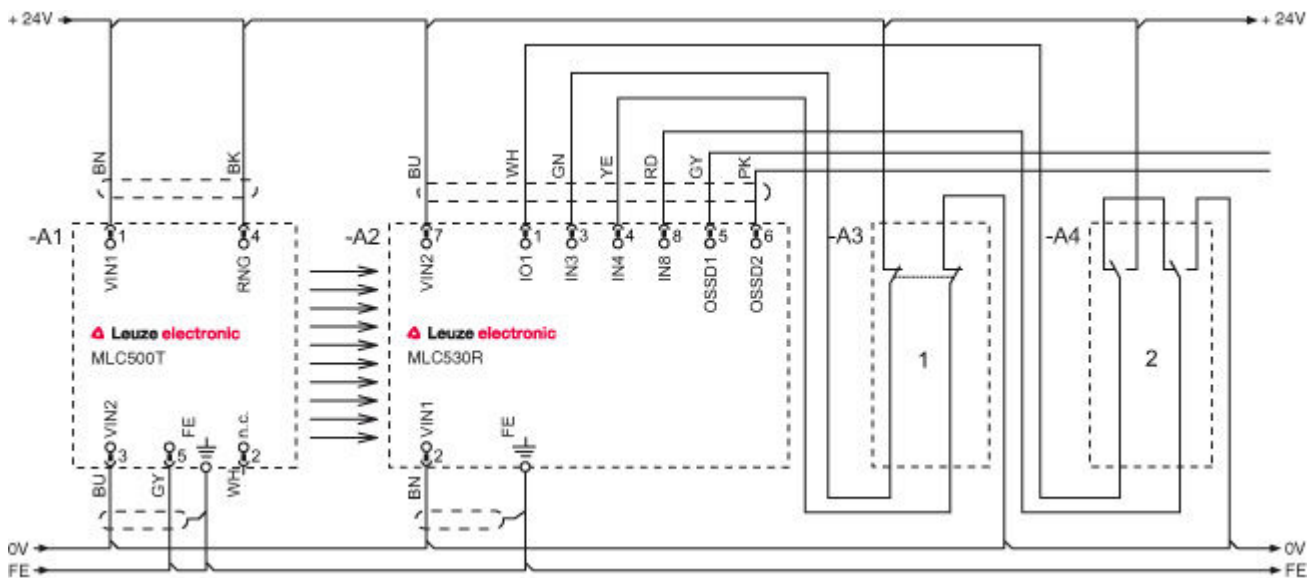 + 24V
+ 24V
BN
BK
BU
WH
GN
YE
RD
GY
PK
-A1
1
4
-A2
7
1
3
4
8
5
6
-A3
-A4
VIN1
RNG
VIN2
IO1
IN3
IN4
IN8
OSSD1
OSSD2
Leuze electronic
MLC500T
Leuze electronic
MLC530R
1
2
VIN2
FE
n.c.
VIN1
FE
3
5
2
2
BU
GY
WH
BN
0V
0V
FE
FE